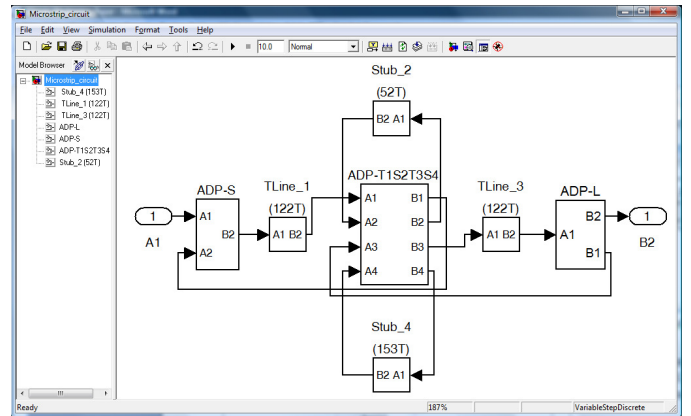 Microstrip_circuit
File Edit View Simulation Format Tools Help
10.0 Normal
Model Browser
Microstrip_circuit
Stub_4 (153T)
TLine_1 (122T)
TLine_3 (122T)
ADP-L
ADP-S
ADP-T1S2T3S4
Stub_2 (52T)
Stub_2
(52T)
B2 A1
ADP-S
TLine_1
(122T)
ADP-T1S2T3S4
TLine_3
(122T)
ADP-L
1
A1
A1
A2
B2
A1 B2
A1
A2
A3
A4
B1
B2
B3
B4
A1 B2
A1
B2
B1
1
B2
Stub_4
(153T)
B2 A1
Ready
187%
VariableStepDiscrete